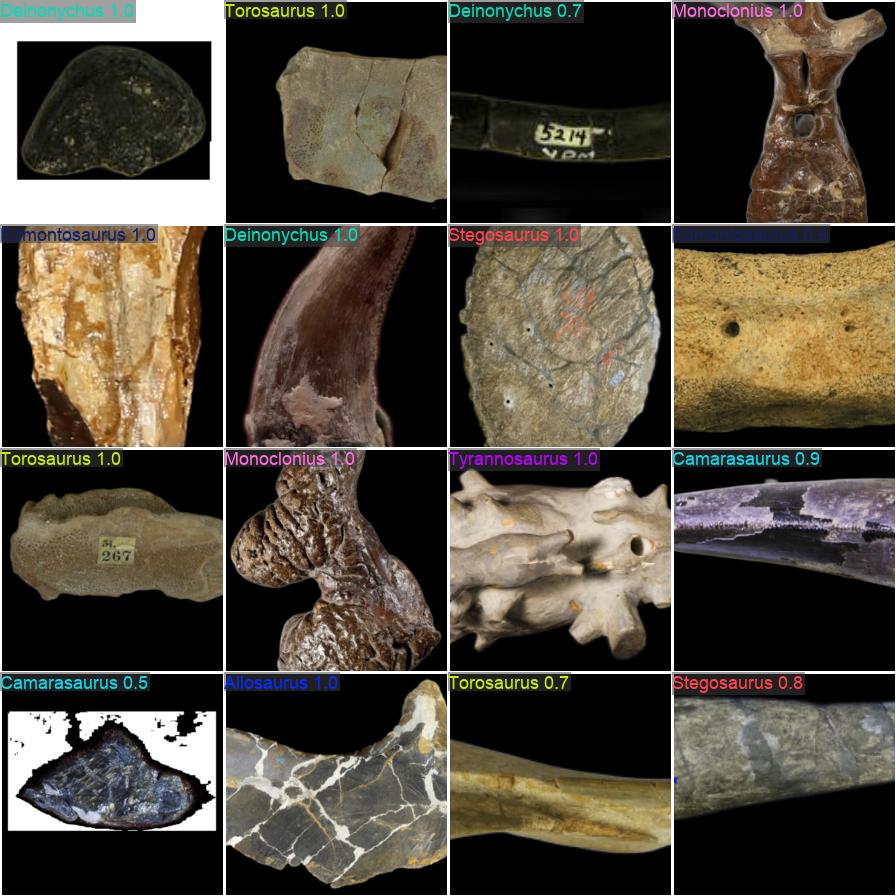 Deinonychus 1.0
Torosaurus 1.0
Deinonychus 0.7
Monoclonius 1.0
5214
YPM
Edmontosaurus 1.0
Deinonychus 1.0
Stegosaurus 1.0
Edmontosaurus
Torosaurus 1.0
Monoclonius 1.0
Tyrannosaurus 1.0
Camarasaurus 0.9
267
Camarasaurus 0.5
Allosaurus 1.0
Torosaurus 0.7
Stegosaurus 0.8